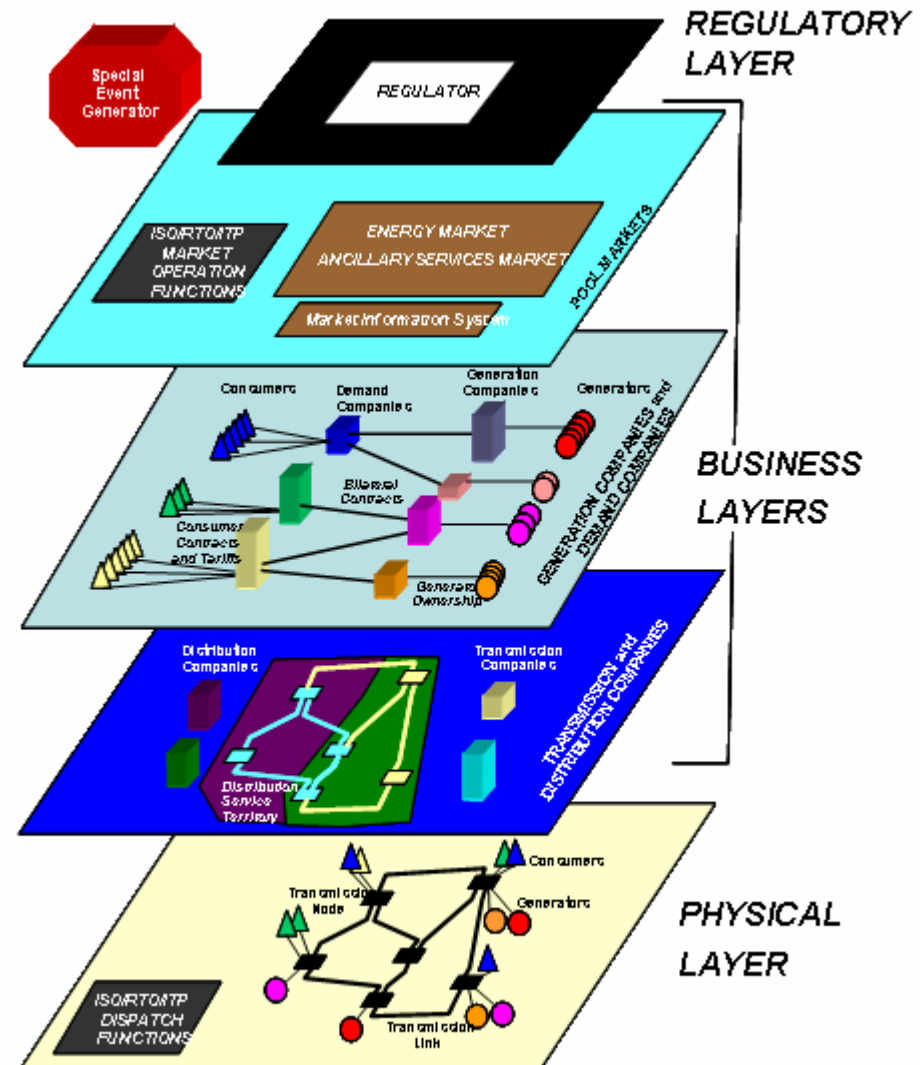 REGULATORY
LAYER
Special
Event
Generator
REGULATOR
ISO/RTO/ITP
MARKET
OPERATION
FUNCTIONS
ENERGY MARKET
ANCILLARY SERVICES MARKET
Market Information System
POOL MARKETS
Consumers
Demand
Companies
Generation
Companies
Generators
Bilateral
Contracts
Consumer
Contracts
and Tariffs
Generator
Ownership
GENERATION COMPANIES and
DEMAND COMPANIES
BUSINESS
LAYERS
Distribution
Companies
Transmission
Companies
Distribution
Service
Territory
TRANSMISSION and
DISTRIBUTION COMPANIES
Consumers
Transmission
Node
Generators
PHYSICAL
LAYER
ISO/RTO/ITP
DISPATCH
FUNCTIONS
Transmission
Link